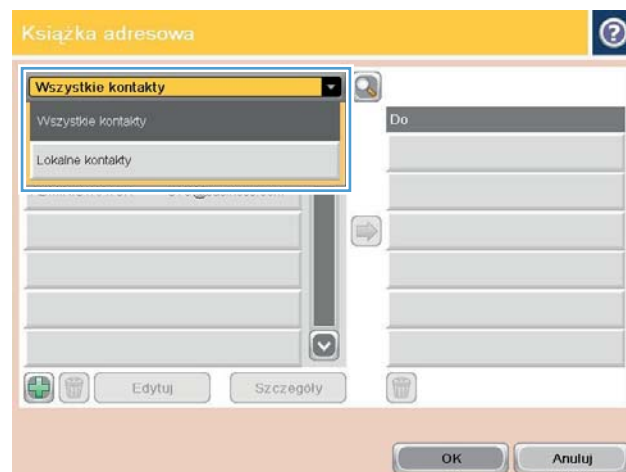 Książka adresowa
Wszystkie kontakty
Wszystkie kontakty
Do
Lokalne kontakty
Edytuj
Szczegóły
OK
Anuluj